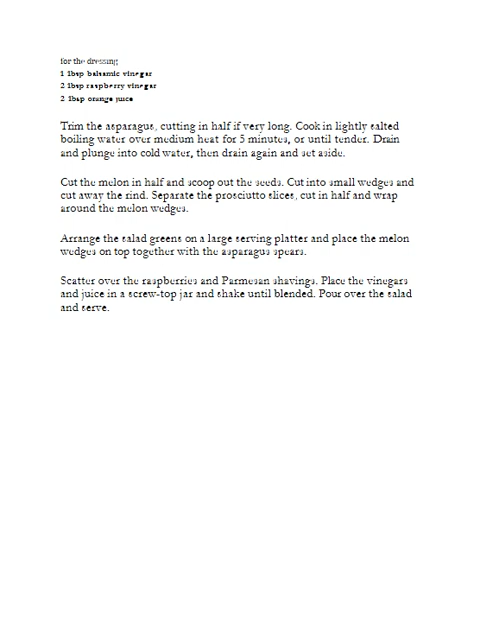 for the dressing
1 tbsp balsamic vinegar
2 tbsp raspberry vinegar
2 tbsp orange juice
Trim the asparagus, cutting in half if very long. Cook in lightly salted
boiling water over medium heat for 5 minutes, or until tender. Drain
and plunge into cold water, then drain again and set aside.
Cut the melon in half and scoop out the seeds. Cut into small wedges and
cut away the rind. Separate the prosciutto slices, cut in half and wrap
around the melon wedges.
Arrange the salad greens on a large serving platter and place the melon
wedges on top together with the asparagus spears.
Scatter over the raspberries and Parmesan shavings. Place the vinegars
and juice in a screw-top jar and shake until blended. Pour over the salad
and serve.